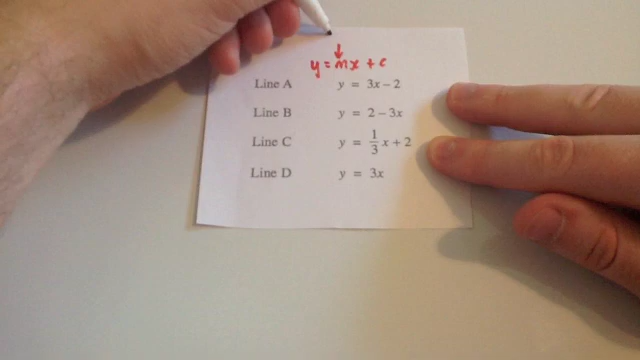 y = mx + c
Line A y = 3x – 2
Line B y = 2 – 3x
Line C y = 1/3 x + 2
Line D y = 3x